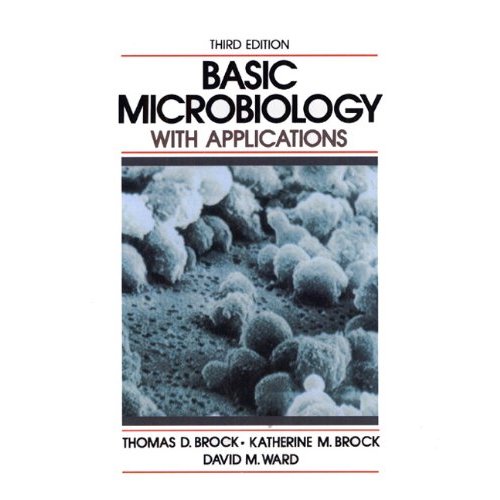 THIRD EDITION
BASIC
MICROBIOLOGY
WITH APPLICATIONS
THOMAS D. BROCK • KATHERINE M. BROCK
DAVID M. WARD